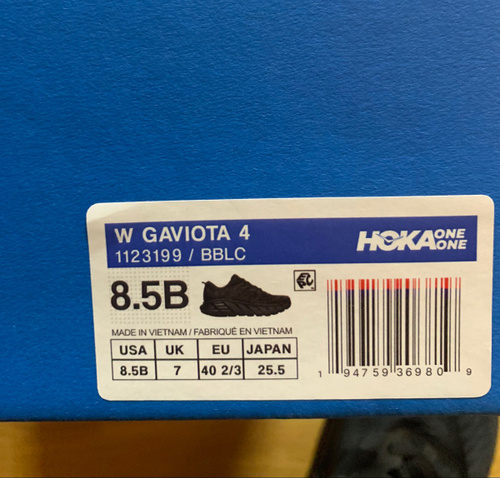 W GAVIOTA 4
HOKA ONE ONE
1123199 / BBLC
8.5B
MADE IN VIETNAM / FABRIQUÉ EN VIETNAM
USA UK EU JAPAN
8.5B 7 40 2/3 25.5
1 94759 36980 9